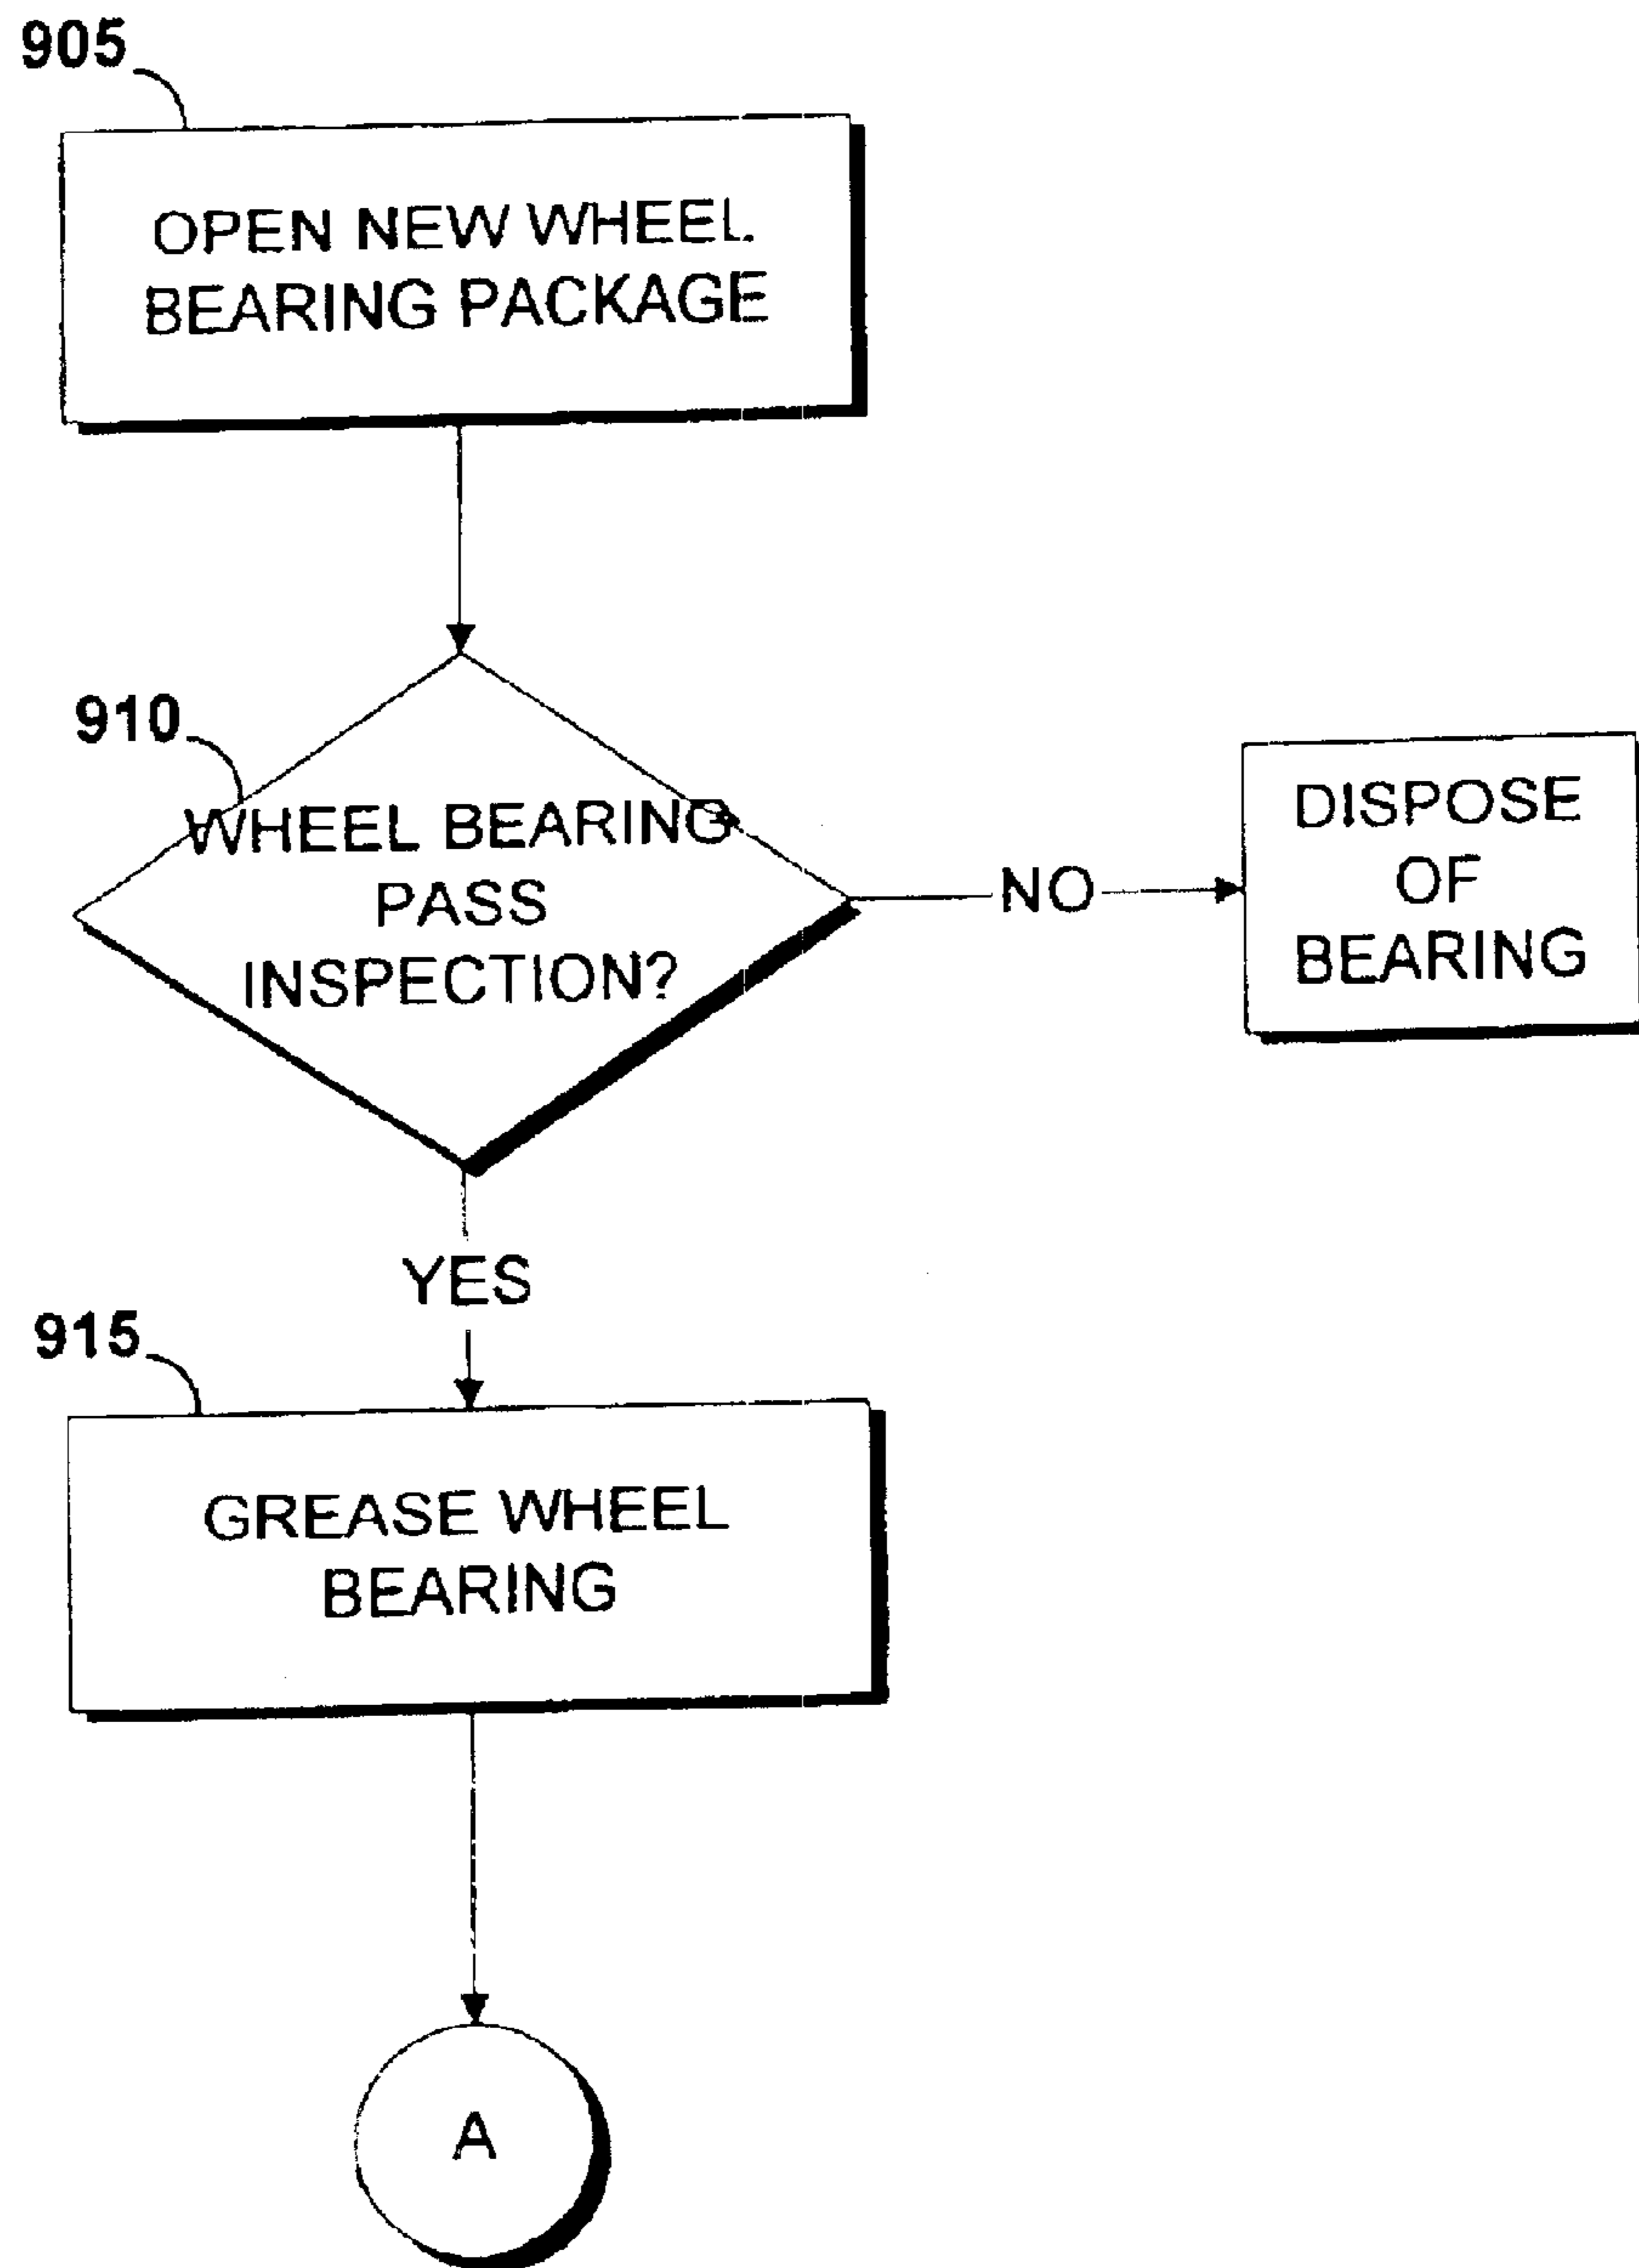 905
OPEN NEW WHEEL
BEARING PACKAGE
910
WHEEL BEARING
PASS
INSPECTION?
NO
DISPOSE
OF
BEARING
YES
915
GREASE WHEEL
BEARING
A